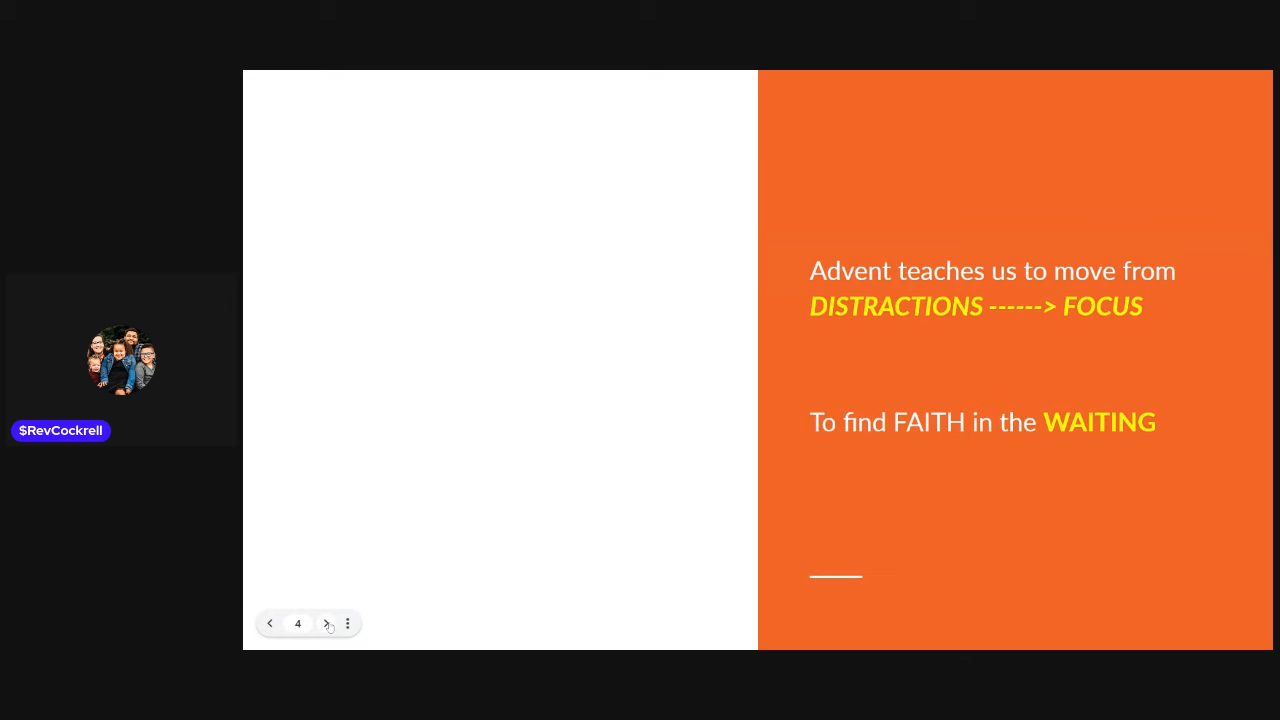 Advent teaches us to move from
DISTRACTIONS ------> FOCUS
To find FAITH in the WAITING
$RevCockrell
4